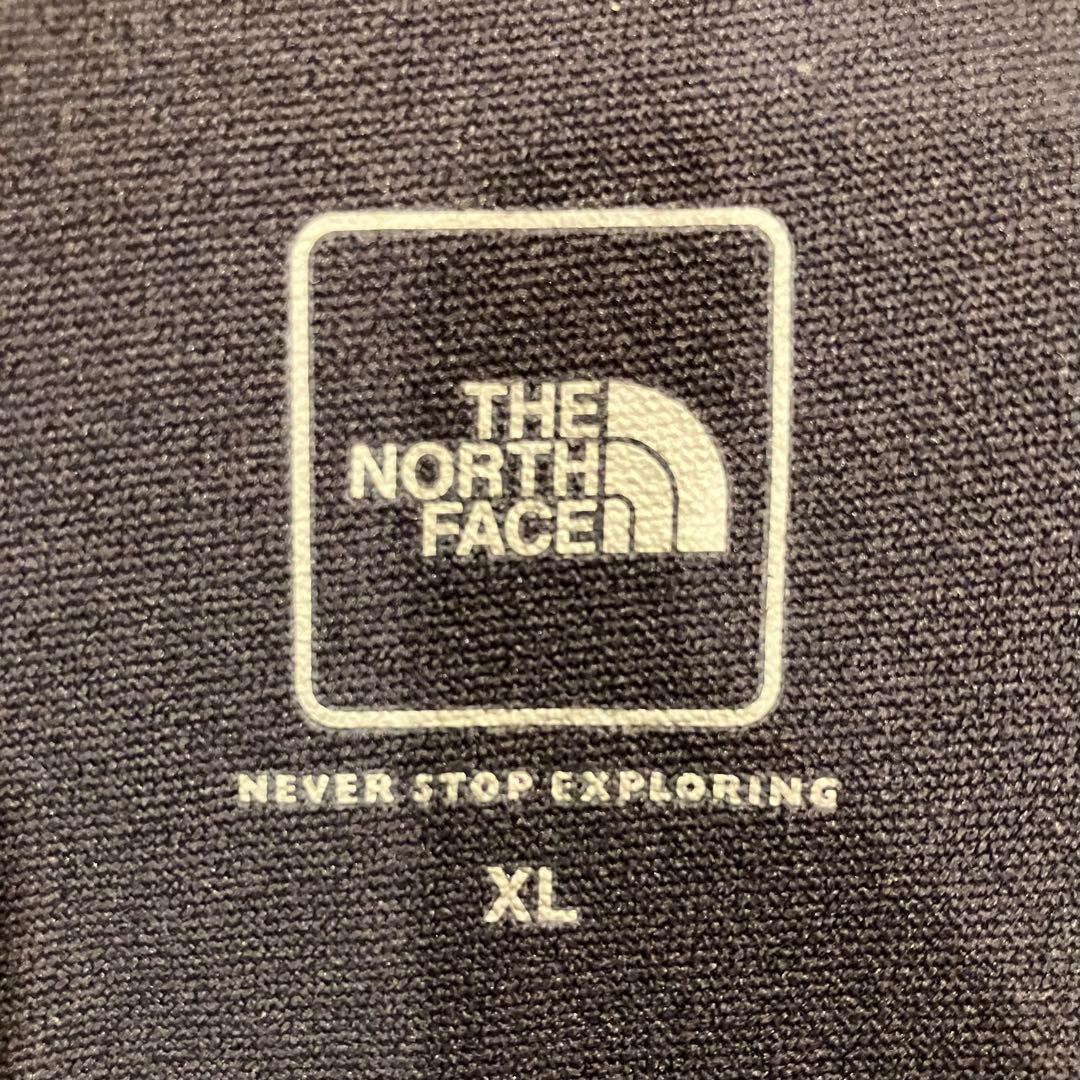 THE
NORTH
FACE
NEVER STOP EXPLORING
XL